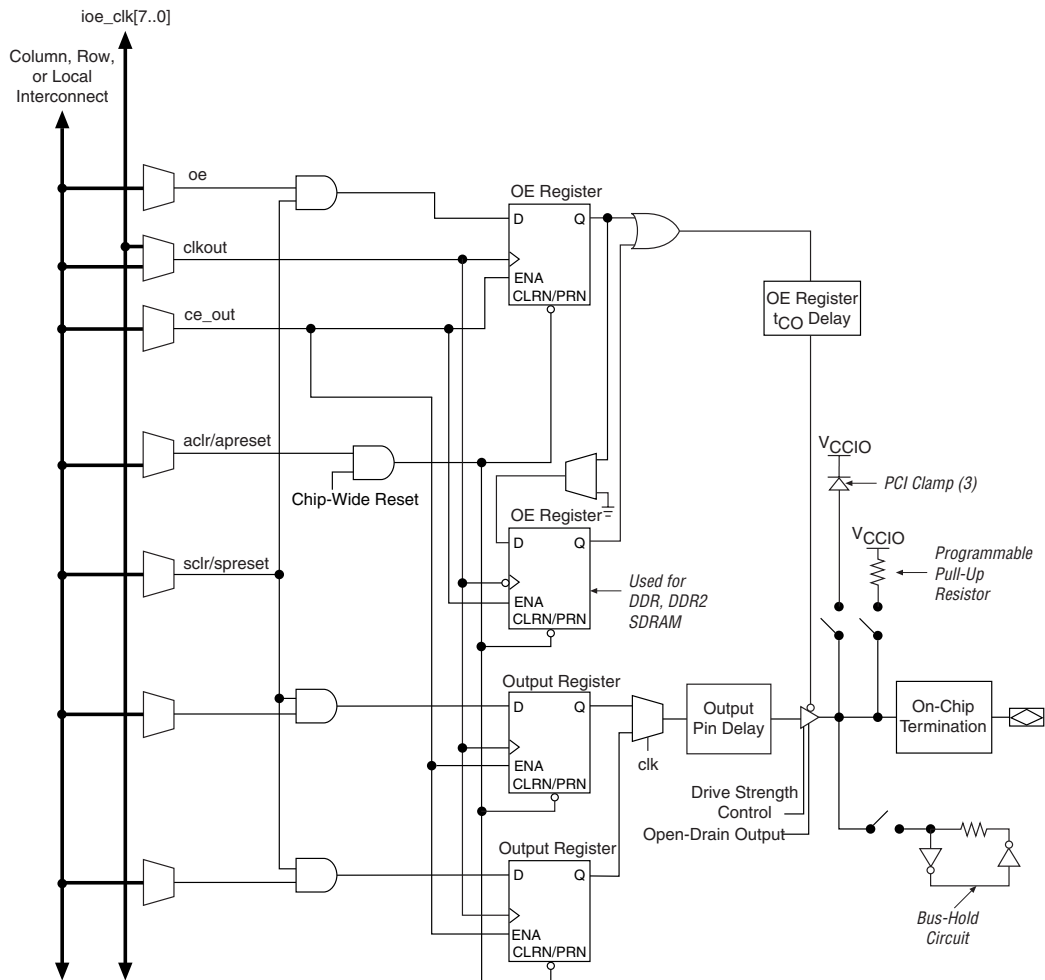 ioe_clk[7..0]
Column, Row,
or Local
Interconnect
oe
OE Register
D
Q
clkout
ENA
CLRN/PRN
ce_out
OE Register
tCO Delay
aclr/apreset
Chip-Wide Reset
VCCIO
PCI Clamp (3)
OE Register
D
Q
ENA
CLRN/PRN
Used for
DDR, DDR2
SDRAM
VCCIO
Programmable
Pull-Up
Resistor
sclr/spreset
Output Register
D
Q
ENA
CLRN/PRN
clk
Output
Pin Delay
On-Chip
Termination
Drive Strength
Control
Open-Drain Output
Output Register
D
Q
ENA
CLRN/PRN
Bus-Hold
Circuit